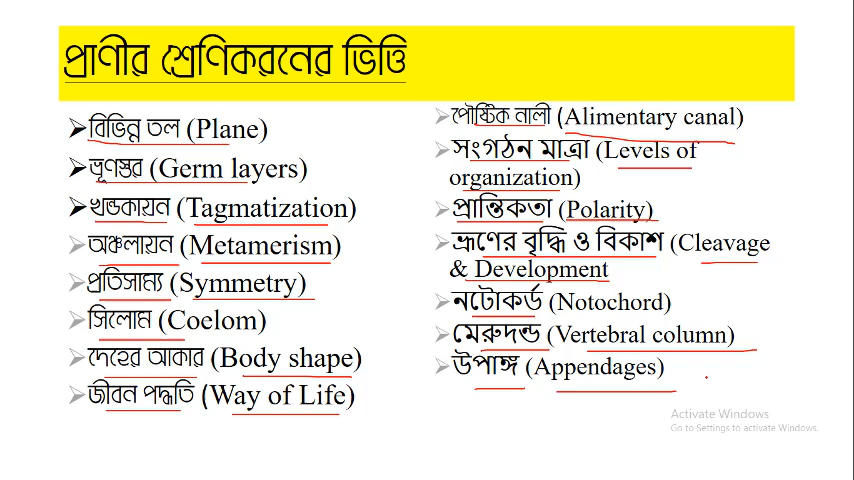 প্রাণীর শ্রেণিকরনের ভিত্তি
বিভিন্ন তল (Plane)
ভ্রূণস্তর (Germ layers)
খন্ডকায়ন (Tagmatization)
অঞ্চলায়ন (Metamerism)
প্রতিসাম্য (Symmetry)
সিলোম (Coelom)
দেহের আকার (Body shape)
জীবন পদ্ধতি (Way of Life)
পৌষ্টিক নালী (Alimentary canal)
সংগঠন মাত্রা (Levels of
organization)
প্রান্তিকতা (Polarity)
ভ্রূণের বৃদ্ধি ও বিকাশ (Cleavage
& Development
নটোকর্ড (Notochord)
মেরুদন্ড (Vertebral column)
উপাঙ্গ (Appendages)
Activate Windows
Go to Settings to activate Windows.